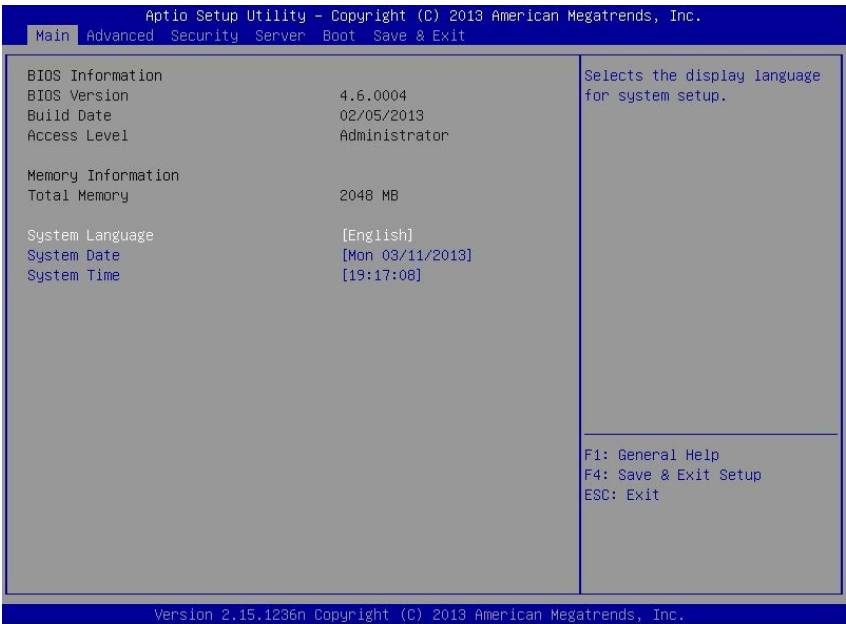 Aptio Setup Utility – Copyright (C) 2013 American Megatrends, Inc.
Main Advanced Security Server Boot Save & Exit
BIOS Information
BIOS Version 4.6.0004
Build Date 02/05/2013
Access Level Administrator
Memory Information
Total Memory 2048 MB
System Language [English]
System Date [Mon 03/11/2013]
System Time [19:17:08]
Selects the display language
for system setup.
F1: General Help
F4: Save & Exit Setup
ESC: Exit
Version 2.15.1236n Copyright (C) 2013 American Megatrends, Inc.